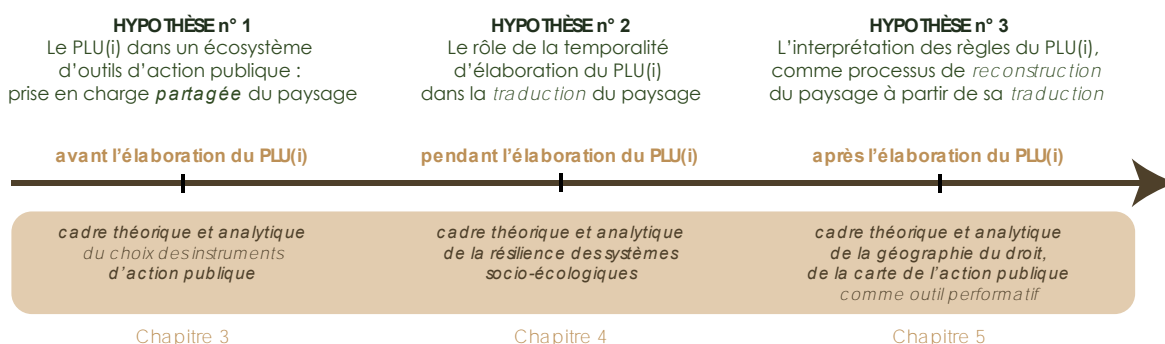 HYPOTHÈSE n° 1
Le PLU(i) dans un écosystème
d'outils d'action publique :
prise en charge partagée du paysage
HYPOTHÈSE n° 2
Le rôle de la temporalité
d'élaboration du PLU(i)
dans la traduction du paysage
HYPOTHÈSE n° 3
L'interprétation des règles du PLU(i),
comme processus de reconstruction
du paysage à partir de sa traduction
avant l'élaboration du PLU(i)
pendant l'élaboration du PLU(i)
après l'élaboration du PLU(i)
cadre théorique et analytique
du choix des instruments
d'action publique
cadre théorique et analytique
de la résilience des systèmes
socio-écologiques
cadre théorique et analytique
de la géographie du droit,
de la carte de l'action publique
comme outil performatif
Chapitre 3
Chapitre 4
Chapitre 5